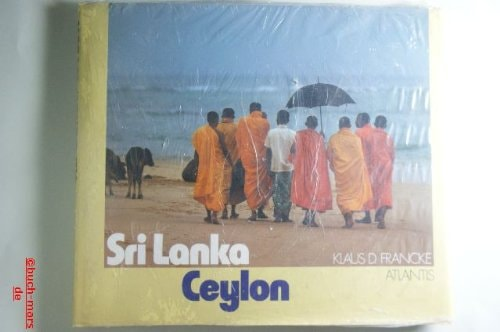 Sri Lanka
Ceylon
KLAUS D. FRANCKE
ATLANTIS
©buch-mars
de